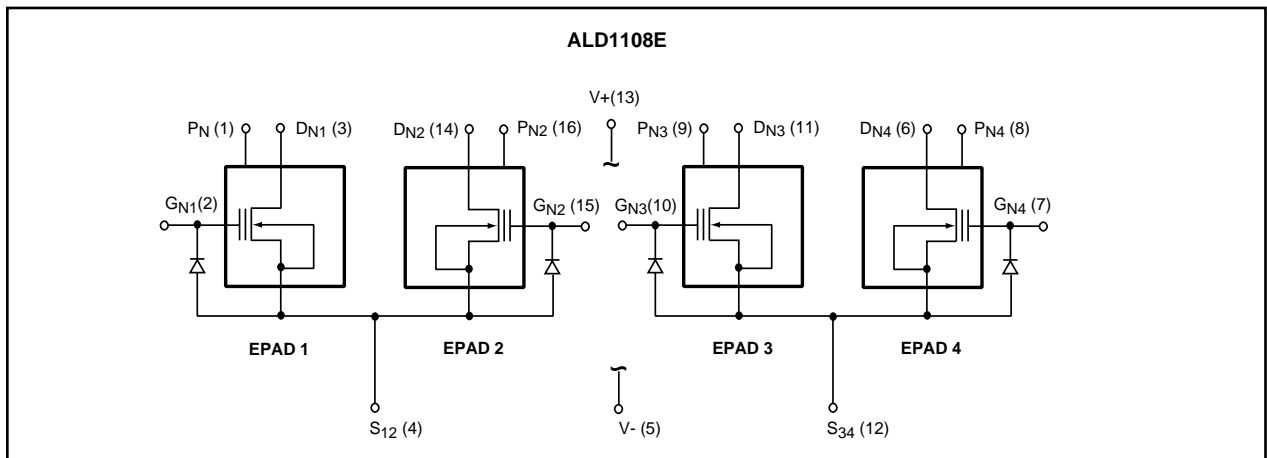 ALD1108E
V+(13)
PN (1) DN1 (3) DN2 (14) PN2 (16) PN3 (9) DN3 (11) DN4 (6) PN4 (8)
GN1(2) GN2 (15) GN3(10) GN4 (7)
EPAD 1 EPAD 2 EPAD 3 EPAD 4
S12 (4) V- (5) S34 (12)